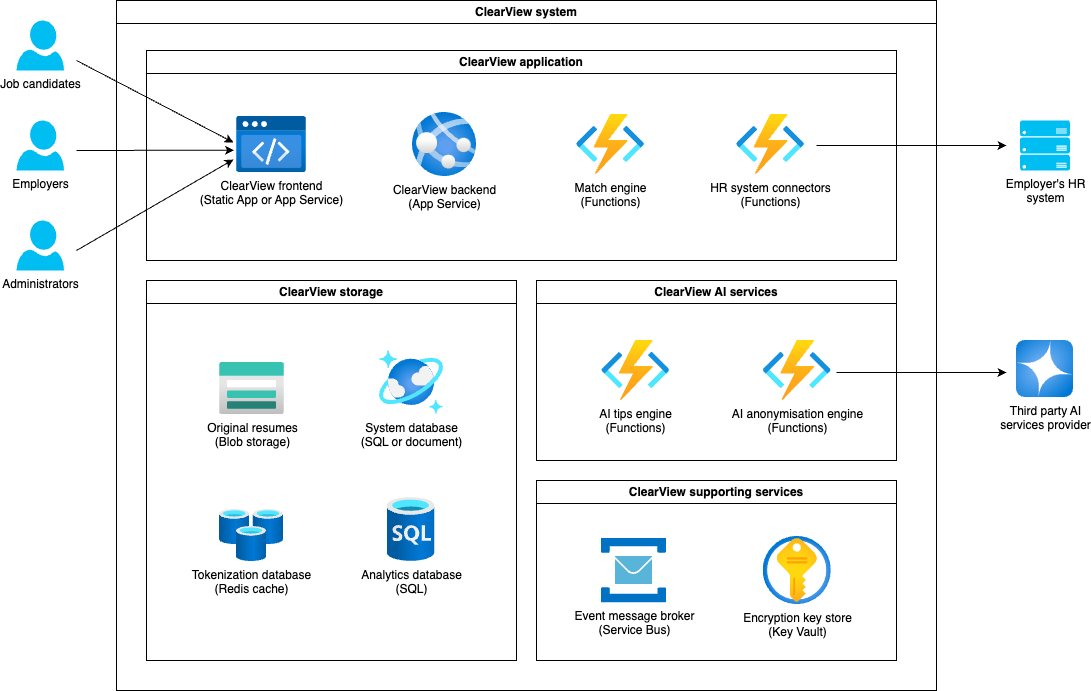 ClearView system
Job candidates
Employers
Administrators
ClearView application
ClearView frontend
(Static App or App Service)
ClearView backend
(App Service)
Match engine
(Functions)
HR system connectors
(Functions)
Employer's HR
system
ClearView storage
Original resumes
(Blob storage)
System database
(SQL or document)
Tokenization database
(Redis cache)
SQL
Analytics database
(SQL)
ClearView AI services
AI tips engine
(Functions)
AI anonymisation engine
(Functions)
Third party AI
services provider
ClearView supporting services
Event message broker
(Service Bus)
Encryption key store
(Key Vault)